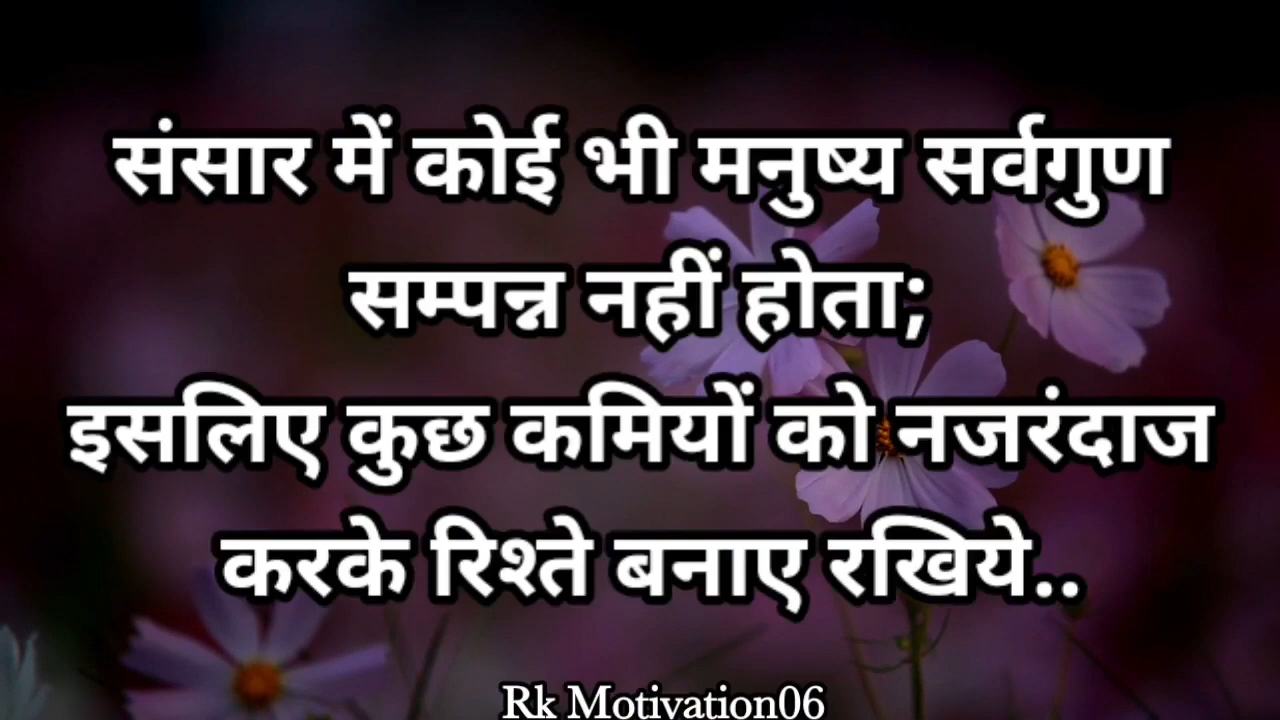 संसार में कोई भी मनुष्य सर्वगुण
सम्पन्न नहीं होता;
इसलिए कुछ कमियों को नजरंदाज
करके रिश्ते बनाए रखिये..
Rk Motivation06